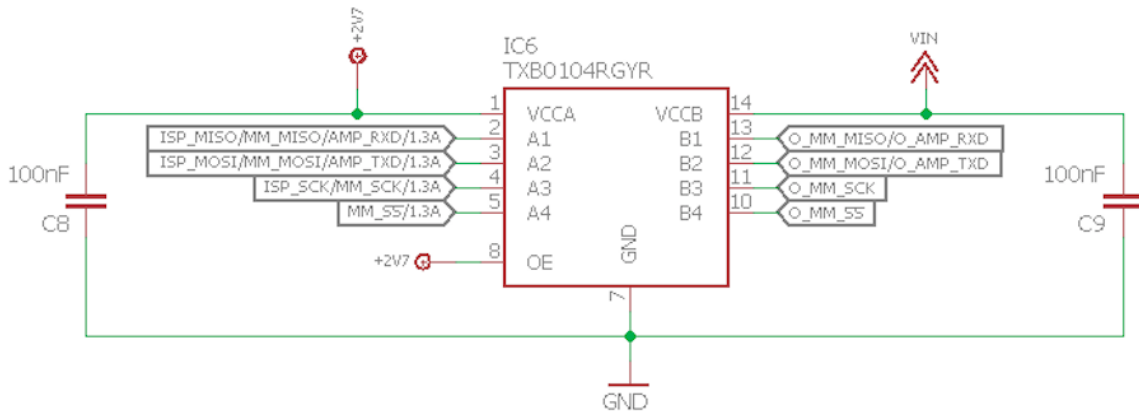 +2V7
VIN
IC6
TXB0104RGYR
1 VCCA VCCB 14
ISP_MISO/MM_MISO/AMP_RXD/1.3A 2 A1 B1 13 O_MM_MISO/O_AMP_RXD
ISP_MOSI/MM_MOSI/AMP_TXD/1.3A 3 A2 B2 12 O_MM_MOSI/O_AMP_TXD
100nF ISP_SCK/MM_SCK/1.3A 4 A3 B3 11 O_MM_SCK 100nF
C8 MM_S̅S̅/1.3A 5 A4 B4 10 O_MM_S̅S̅ C9
+2V7 8 OE GND
7
GND